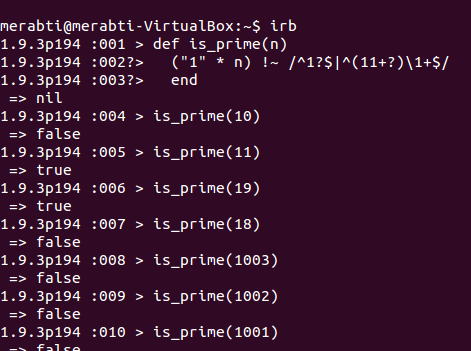 merabti@merabti-VirtualBox:~$ irb
1.9.3p194 :001 > def is_prime(n)
1.9.3p194 :002?>   ("1" * n) !~ /^1?$|^(11+?)\1+$/
1.9.3p194 :003?>   end
 => nil
1.9.3p194 :004 > is_prime(10)
 => false
1.9.3p194 :005 > is_prime(11)
 => true
1.9.3p194 :006 > is_prime(19)
 => true
1.9.3p194 :007 > is_prime(18)
 => false
1.9.3p194 :008 > is_prime(1003)
 => false
1.9.3p194 :009 > is_prime(1002)
 => false
1.9.3p194 :010 > is_prime(1001)
 => false